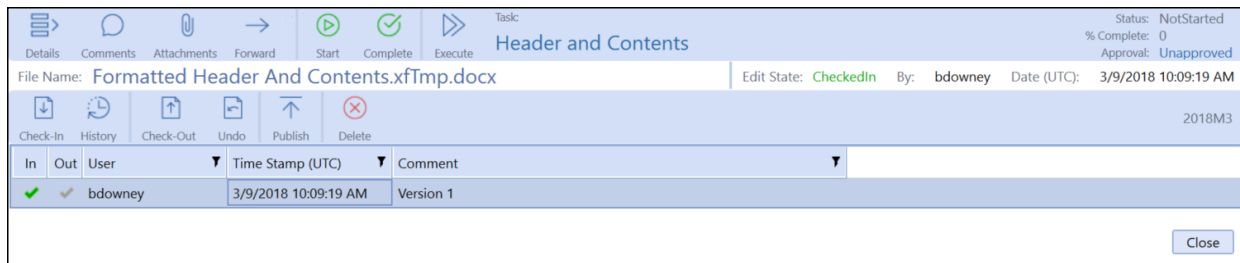 Task:
Status: NotStarted
% Complete: 0
Approval: Unapproved
Header and Contents
Details Comments Attachments Forward Start Complete Execute
File Name: Formatted Header And Contents.xfTmp.docx Edit State: CheckedIn By: bdowney Date (UTC): 3/9/2018 10:09:19 AM
2018M3
Check-In History Check-Out Undo Publish Delete
In Out User Time Stamp (UTC) Comment
bdowney 3/9/2018 10:09:19 AM Version 1
Close